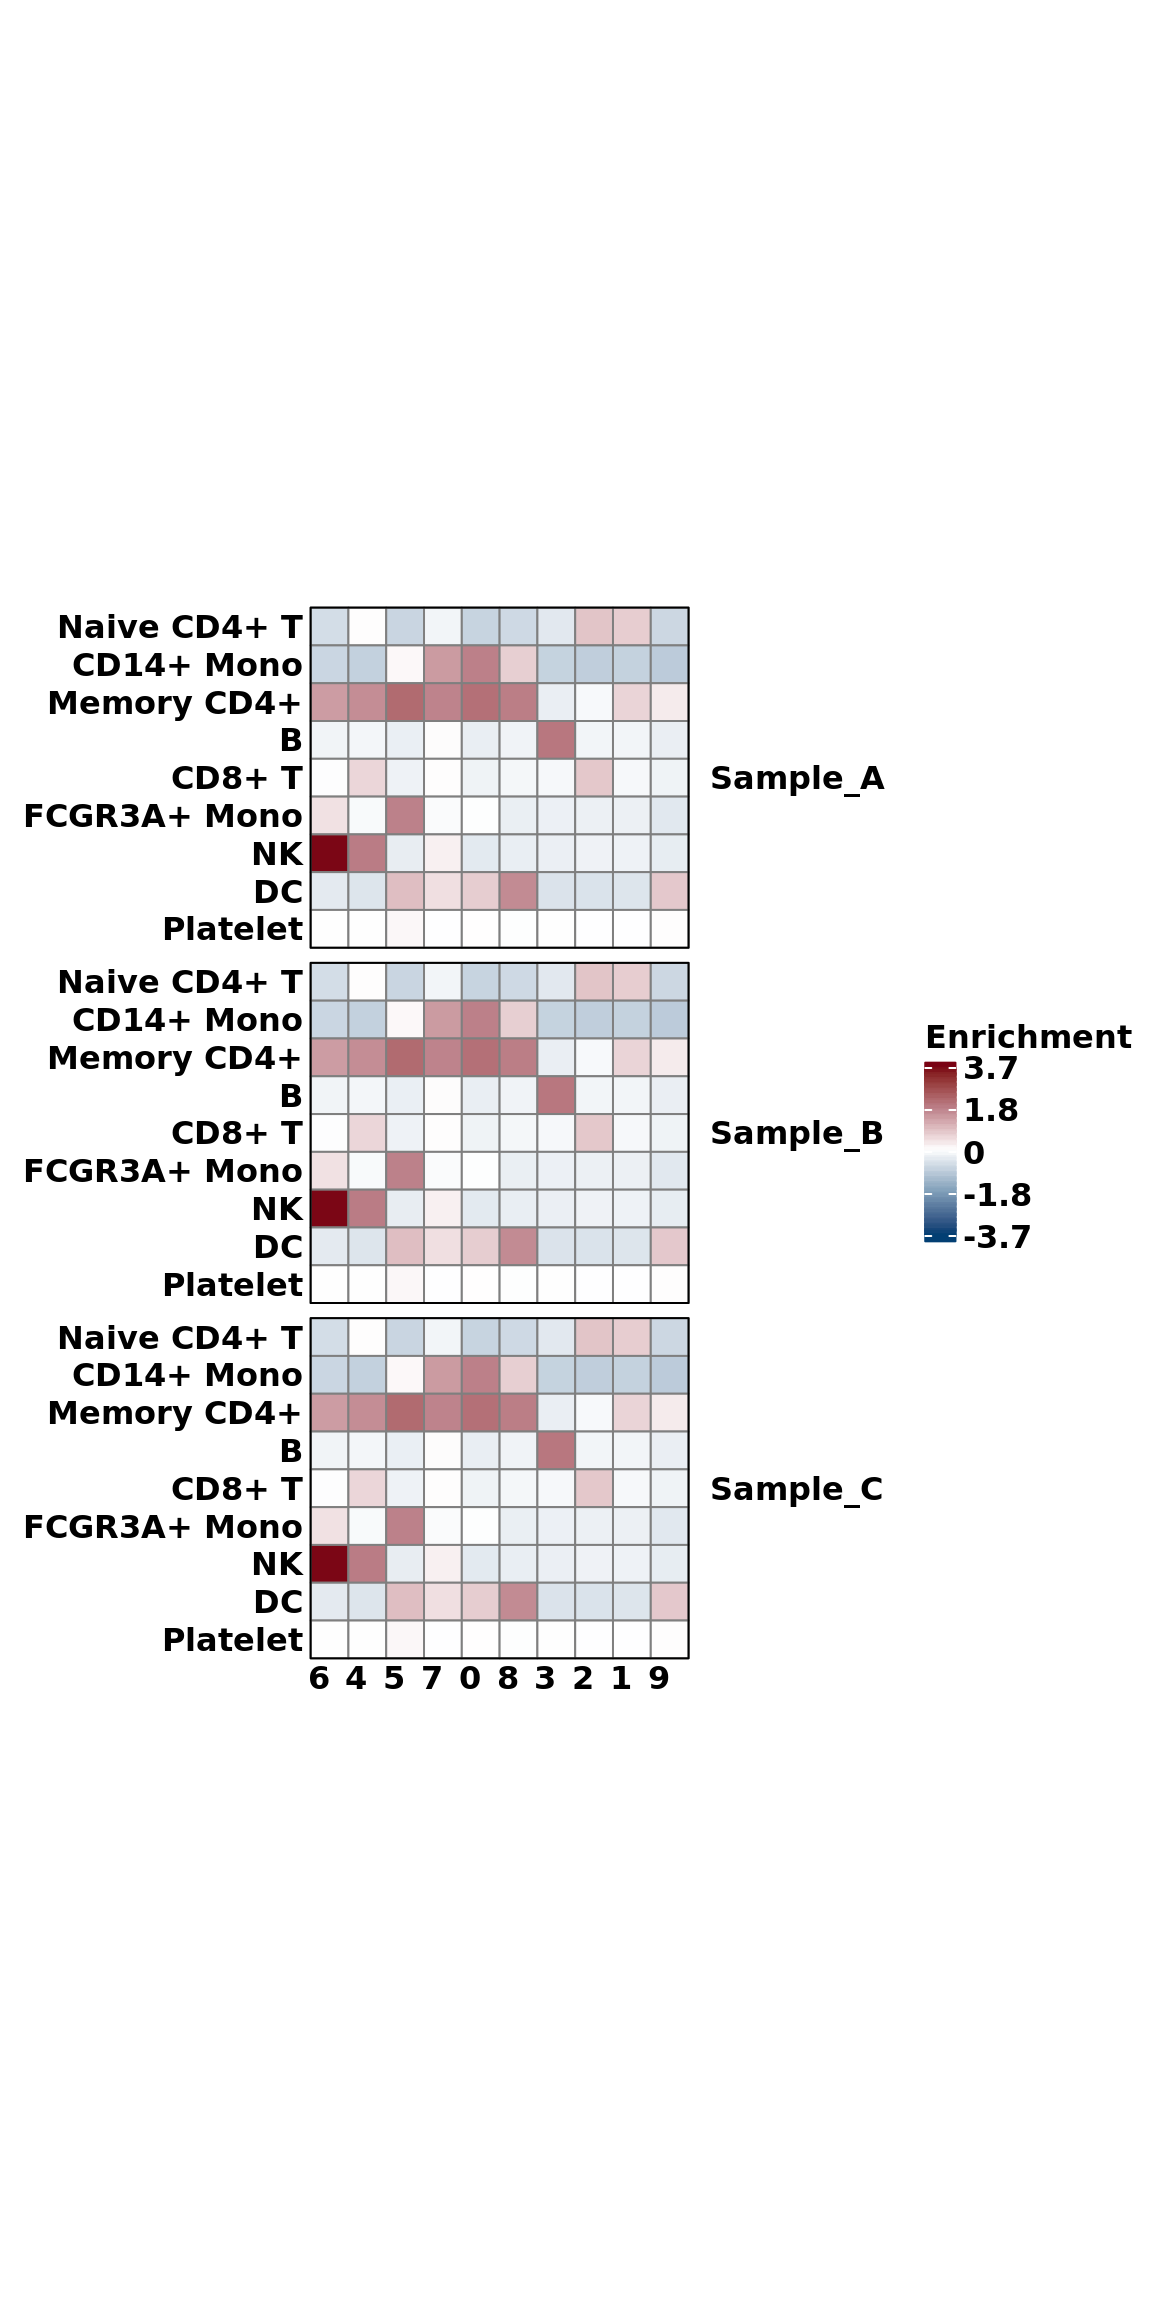 Naive CD4+ T
CD14+ Mono
Memory CD4+
B
CD8+ T
FCGR3A+ Mono
NK
DC
Platelet
Sample_A
Naive CD4+ T
CD14+ Mono
Memory CD4+
B
CD8+ T
FCGR3A+ Mono
NK
DC
Platelet
Sample_B
Naive CD4+ T
CD14+ Mono
Memory CD4+
B
CD8+ T
FCGR3A+ Mono
NK
DC
Platelet
Sample_C
6 4 5 7 0 8 3 2 1 9
Enrichment
3.7
1.8
0
-1.8
-3.7